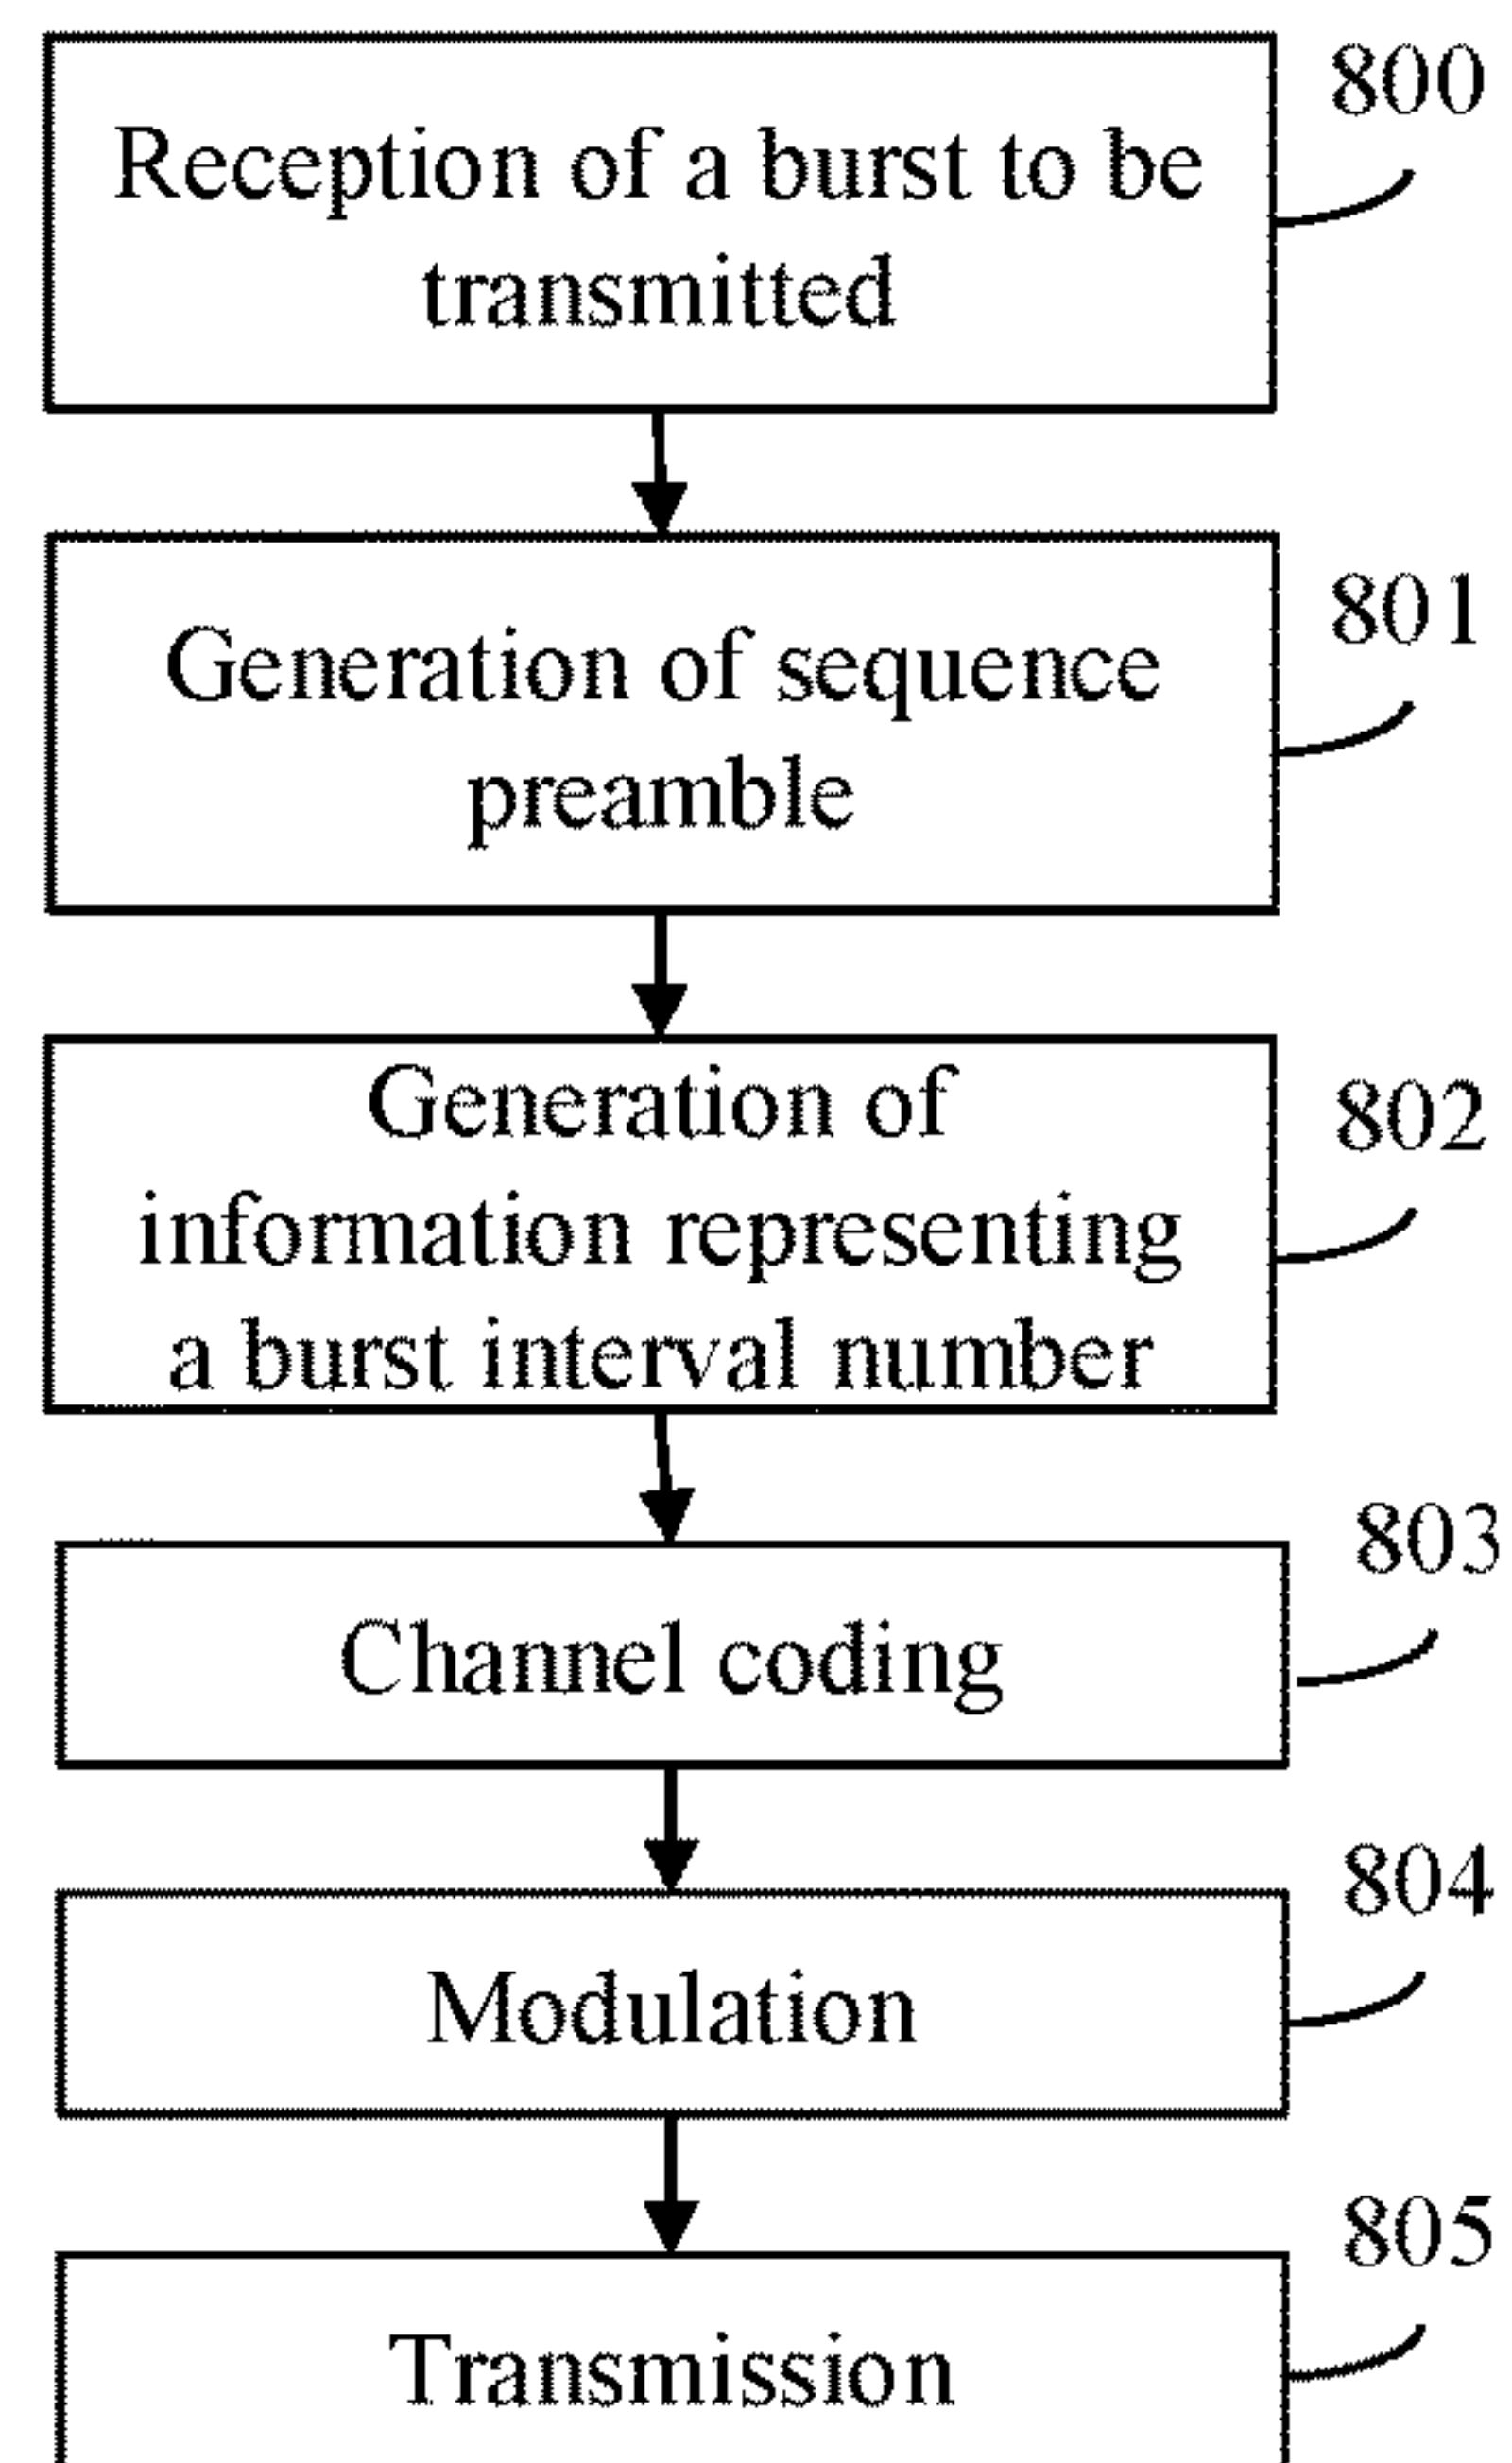 800
Reception of a burst to be
transmitted
801
Generation of sequence
preamble
802
Generation of
information representing
a burst interval number
803
Channel coding
804
Modulation
805
Transmission